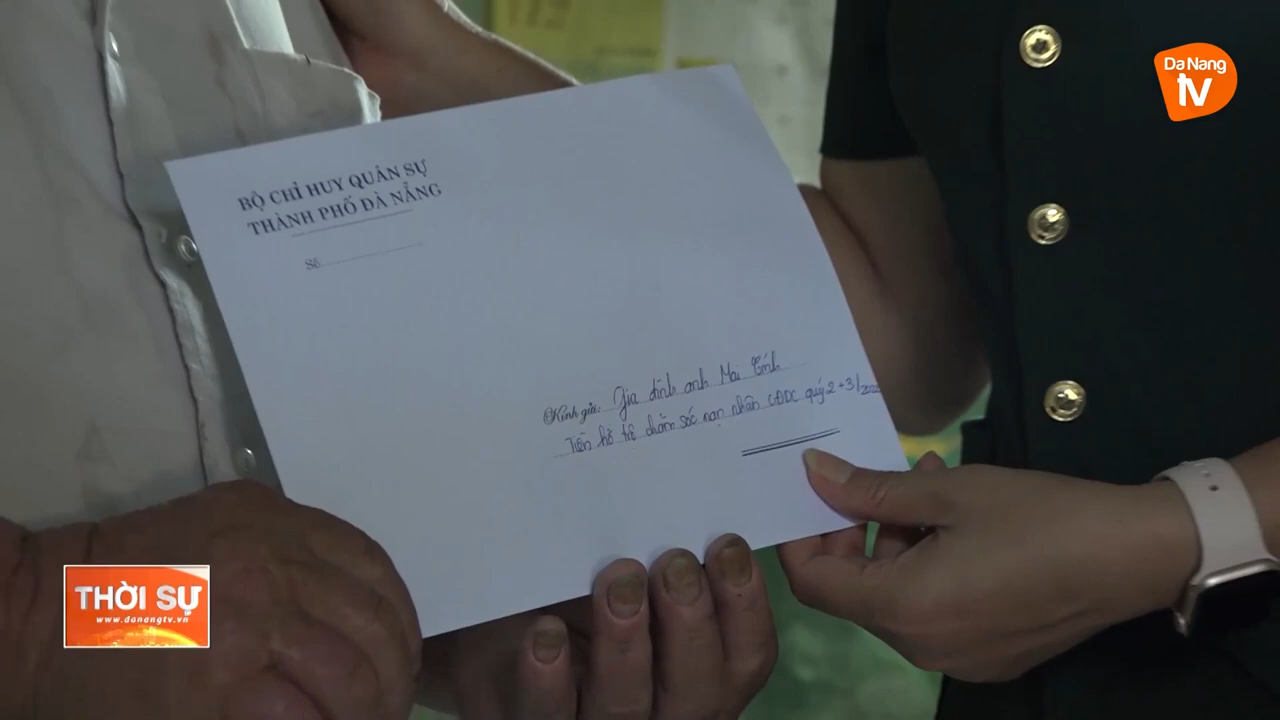 Da Nang
tv
BỘ CHỈ HUY QUÂN SỰ
THÀNH PHỐ ĐÀ NẴNG
Số
Kính gửi: Gia đình anh Mai Tính
Tiền hỗ trợ chăm sóc nạn nhân CĐDC quý 2+3/2025
THỜI SỰ
www.danangtv.vn